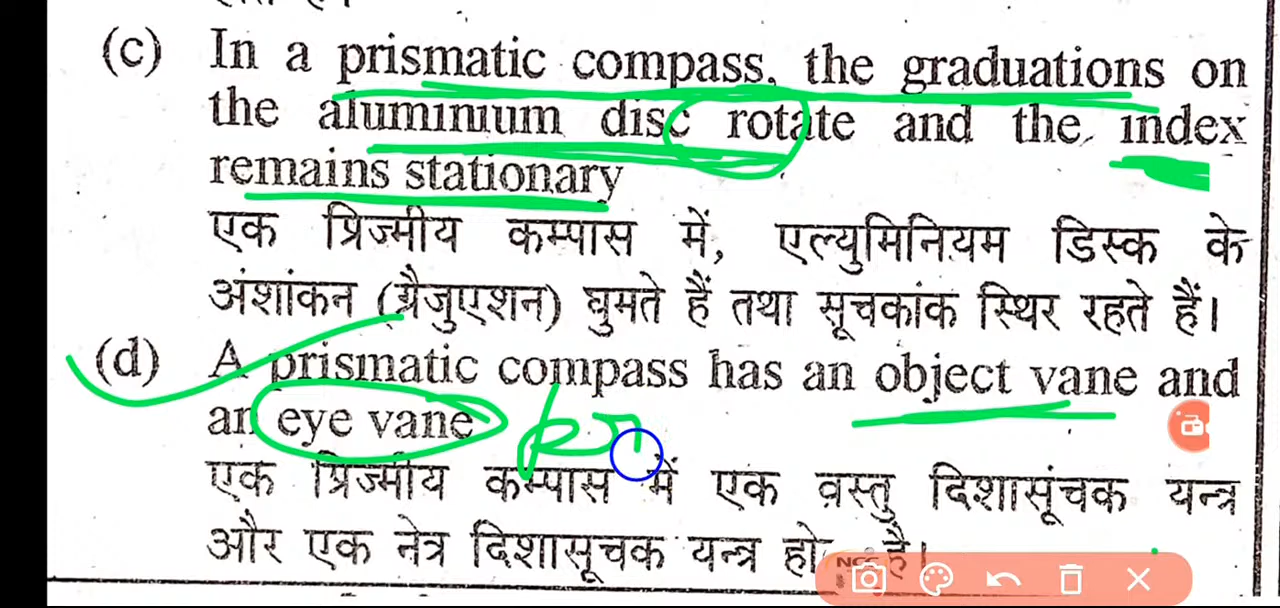 (c) In a prismatic compass, the graduations on
the aluminium disc rotate and the index
remains stationary
एक प्रिज्मीय कम्पास में, एल्युमिनियम डिस्क के
अंशांकन (ग्रैजुएशन) घुमते हैं तथा सूचकांक स्थिर रहते हैं।
(d) A prismatic compass has an object vane and
an eye vane
एक प्रिज्मीय कम्पास में एक वस्तु दिशासूंचक यन्त्र
और एक नेत्र दिशासूचक यन्त्र हो है।